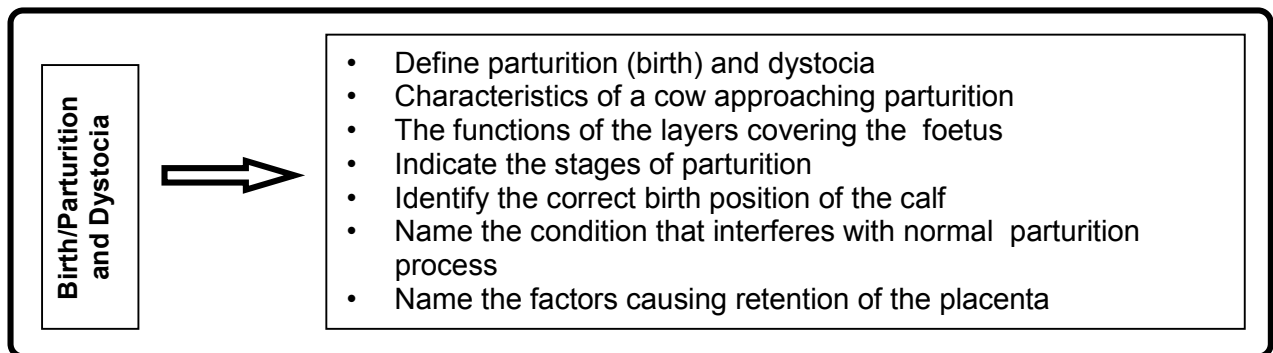 Birth/Parturition
and Dystocia
• Define parturition (birth) and dystocia
• Characteristics of a cow approaching parturition
• The functions of the layers covering the foetus
• Indicate the stages of parturition
• Identify the correct birth position of the calf
• Name the condition that interferes with normal parturition
process
• Name the factors causing retention of the placenta